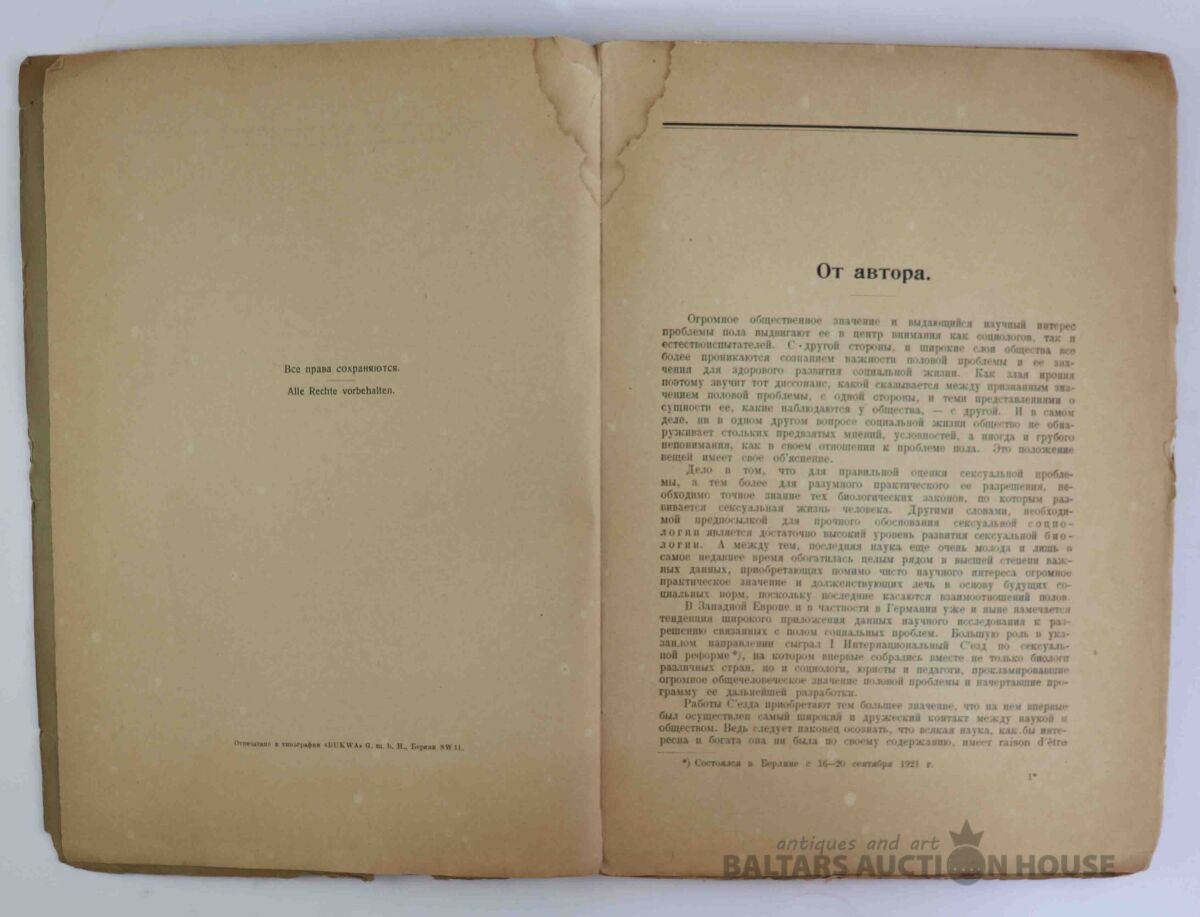 Все права сохраняются.
Alle Rechte vorbehalten.
Отпечатано в типографии «BUKWA» G. m. b. H., Берлин SW 11.
От автора.
Огромное общественное значение и выдающийся научный интерес
проблемы пола выдвигают ее в центр внимания как социологов, так и
естествоиспытателей. С другой стороны, и широкие слои общества все
более проникаются сознанием важности половой проблемы и ее зна-
чения для здорового развития социальной жизни. Как злая ирония
поэтому звучит тот диссонанс, какой сказывается между признанным зна-
чением половой проблемы, с одной стороны, и теми представлениями о
сущности ее, какие наблюдаются у общества, — с другой. И в самом
деле, ни в одном другом вопросе социальной жизни общество не обна-
руживает стольких предвзятых мнений, условностей, а иногда и грубого
непонимания, как в своем отношении к проблеме пола. Это положение
вещей имеет свое об'яснение.
Дело в том, что для правильной оценки сексуальной пробле-
мы, а тем более для разумного практического ее разрешения, не-
обходимо точное знание тех биологических законов, по которым раз-
вивается сексуальная жизнь человека. Другими словами, необходи-
мой предпосылкой для прочного обоснования сексуальной социо-
логии является достаточно высокий уровень развития сексуальной био-
логии. А между тем, последняя наука еще очень молода и лишь в
самое недавнее время обогатилась целым рядом в высшей степени важ-
ных данных, приобретающих помимо чисто научного интереса огромное
практическое значение и долженствующих лечь в основу будущих со-
циальных норм, поскольку последние касаются взаимоотношений полов.
В Западной Европе и в частности в Германии уже и ныне намечается
тенденция широкого приложения данных научного исследования к раз-
решению связанных с полом социальных проблем. Большую роль в ука-
занном направлении сыграл I Интернациональный С'езд по сексуаль-
ной реформе*), на котором впервые собрались вместе не только биологи
различных стран, но и социологи, юристы и педагоги, прокламировавшие
огромное общечеловеческое значение половой проблемы и начертавшие про-
грамму ее дальнейшей разработки.
Работы С'езда приобретают тем большее значение, что на нем впервые
был осуществлен самый широкий и дружеский контакт между наукой и
обществом. Ведь следует наконец осознать, что всякая наука, как бы инте-
ресна и богата она ни была по своему содержанию, имеет raison d'être
*) Состоялся в Берлине с 16—20 сентября 1921 г.
1*
antiques and art
BALTARS AUCTION HOUSE